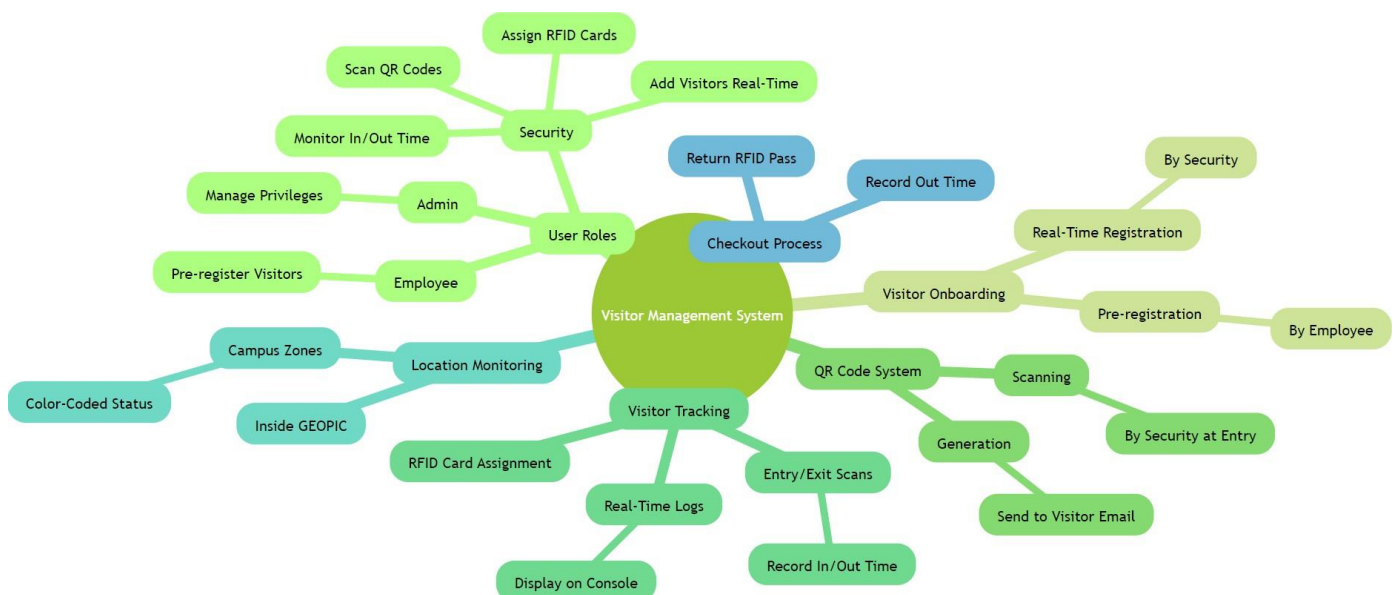 Assign RFID Cards
Scan QR Codes
Add Visitors Real-Time
Monitor In/Out Time
Security
Return RFID Pass
By Security
Manage Privileges
Admin
Record Out Time
User Roles
Checkout Process
Real-Time Registration
Pre-register Visitors
Employee
Visitor Onboarding
Visitor Management System
Pre-registration
By Employee
Campus Zones
Location Monitoring
QR Code System
Scanning
Color-Coded Status
Inside GEOPIC
Visitor Tracking
Generation
By Security at Entry
RFID Card Assignment
Entry/Exit Scans
Real-Time Logs
Send to Visitor Email
Display on Console
Record In/Out Time